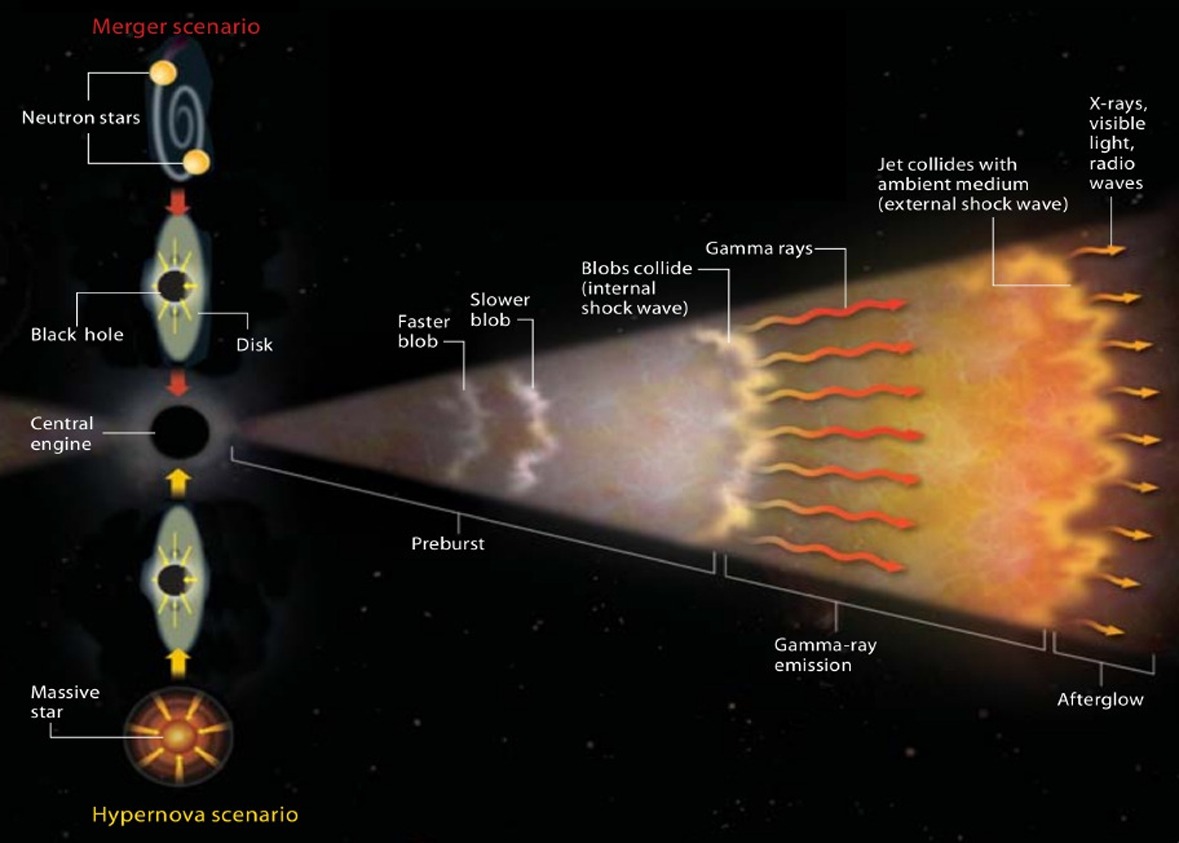 Merger scenario
Neutron stars
Black hole
Disk
Central
engine
Massive
star
Hypernova scenario
Faster
blob
Slower
blob
Preburst
Blobs collide
(internal
shock wave)
Gamma rays
Gamma-ray
emission
Jet collides with
ambient medium
(external shock wave)
X-rays,
visible
light,
radio
waves
Afterglow